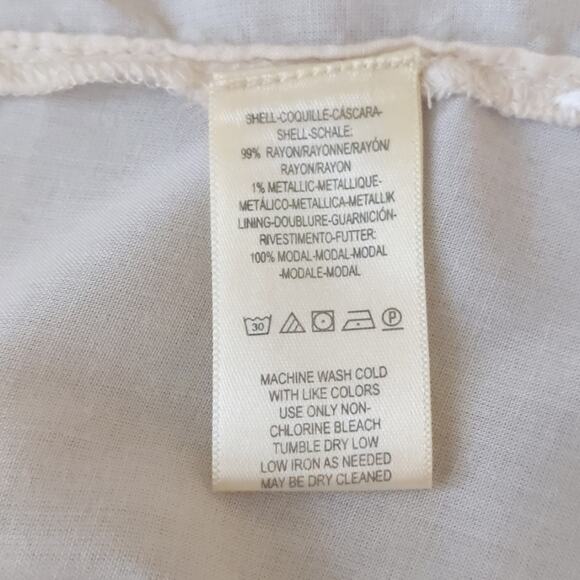 SHELL-COQUILLE-CÁSCARA-
SHELL-SCHALE:
99% RAYON/RAYONNE/RAYÓN/
RAYON/RAYON
1% METALLIC-METALLIQUE-
METÁLICO-METALLICA-METALLIK
LINING-DOUBLURE-GUARNICIÓN-
RIVESTIMENTO-FUTTER:
100% MODAL-MODAL-MODAL
-MODALE-MODAL
30
P
MACHINE WASH COLD
WITH LIKE COLORS
USE ONLY NON-
CHLORINE BLEACH
TUMBLE DRY LOW
LOW IRON AS NEEDED
MAY BE DRY CLEANED